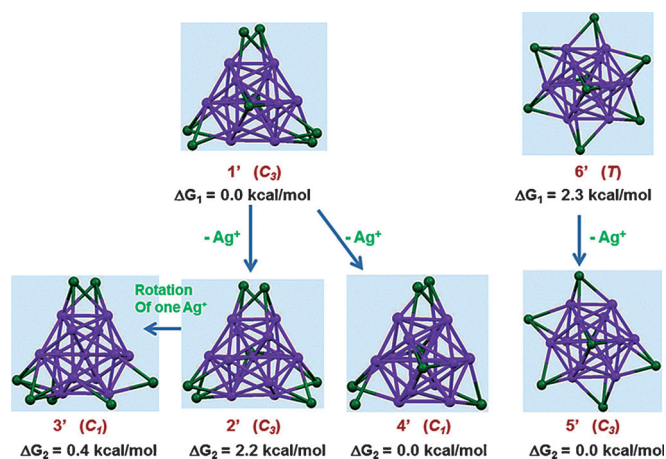 1' (C3)
ΔG1 = 0.0 kcal/mol
6' (T)
ΔG1 = 2.3 kcal/mol
- Ag+
- Ag+
- Ag+
Rotation
Of one Ag+
3' (C1)
ΔG2 = 0.4 kcal/mol
2' (C3)
ΔG2 = 2.2 kcal/mol
4' (C1)
ΔG2 = 0.0 kcal/mol
5' (C3)
ΔG2 = 0.0 kcal/mol